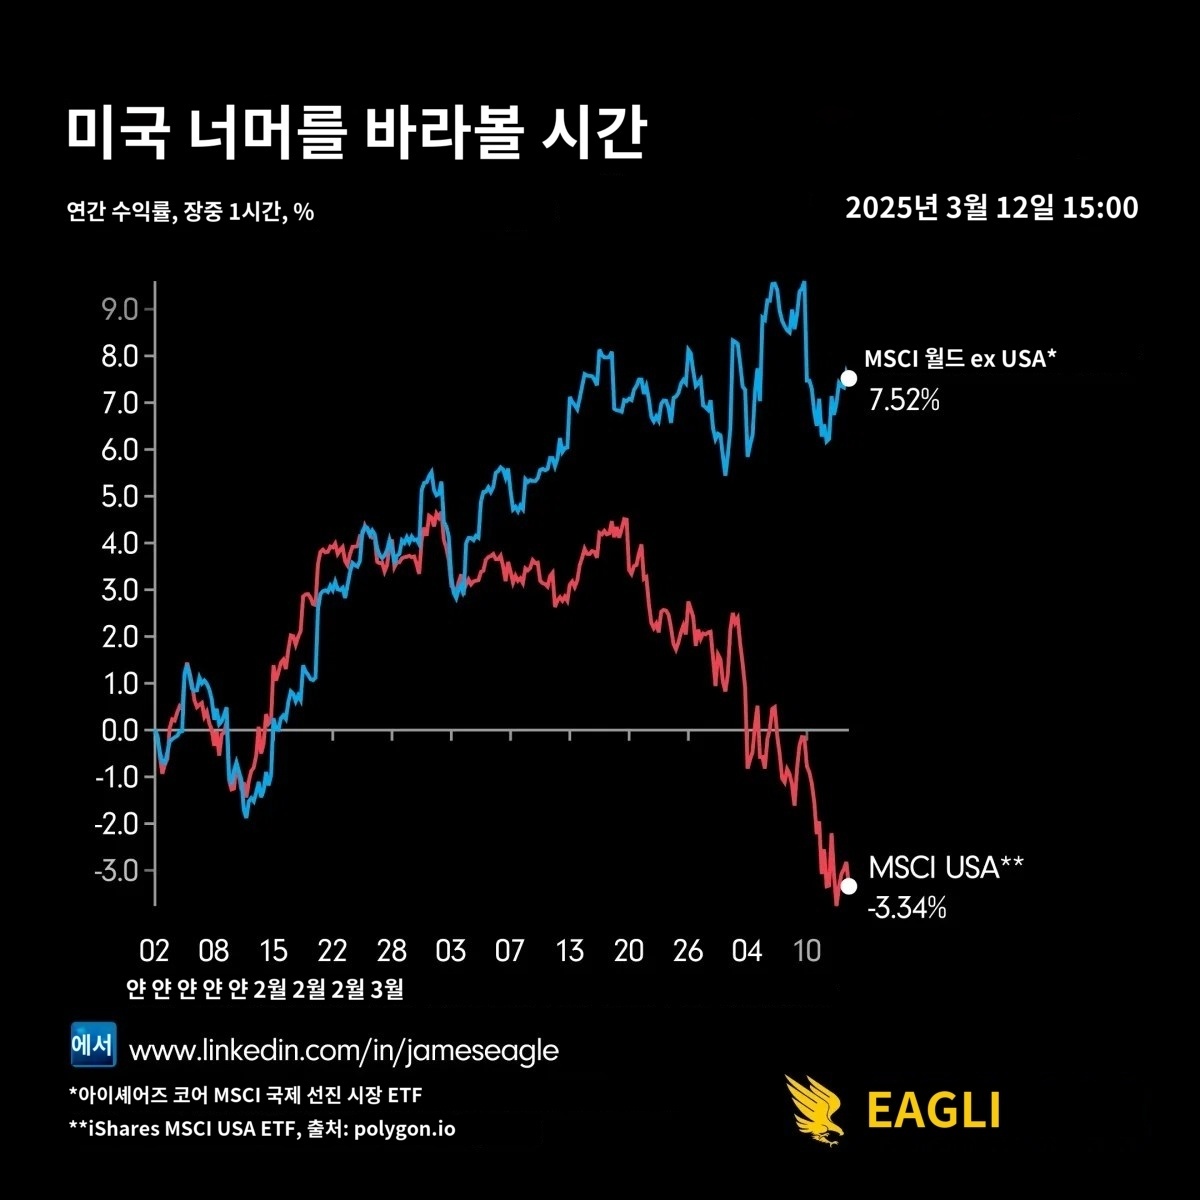 미국 너머를 바라볼 시간
연간 수익률, 장중 1시간, %
2025년 3월 12일 15:00
9.0
8.0
7.0
6.0
5.0
4.0
3.0
2.0
1.0
0.0
-1.0
-2.0
-3.0
MSCI 월드 ex USA*
7.52%
MSCI USA**
-3.34%
02 08 15 22 28 03 07 13 20 26 04 10
얀 얀 얀 얀 얀 2월 2월 2월 3월
에서 www.linkedin.com/in/jameseagle
*아이셰어즈 코어 MSCI 국제 선진 시장 ETF
**iShares MSCI USA ETF, 출처: polygon.io
EAGLI